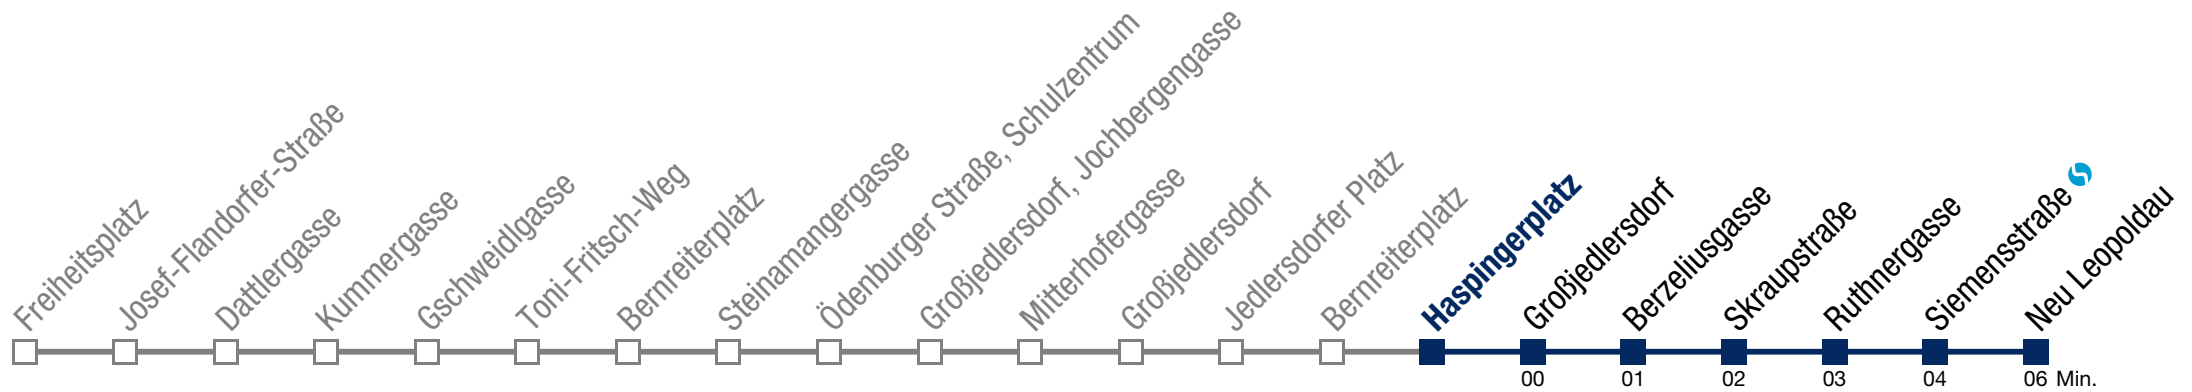 Freiheitsplatz
Josef-Flandorfer-Straße
Dattlergasse
Kummergasse
Gschweidlgasse
Toni-Fritsch-Weg
Bernreiterplatz
Steinamangergasse
Ödenburger Straße, Schulzentrum
Großjedlersdorf, Jochbergengasse
Mitterhofergasse
Großjedlersdorf
Jedlersdorfer Platz
Bernreiterplatz
Haspingerplatz
Großjedlersdorf
Berzeliusgasse
Skraupstraße
Ruthnergasse
Siemensstraße
Neu Leopoldau
00 01 02 03 04 06 Min.